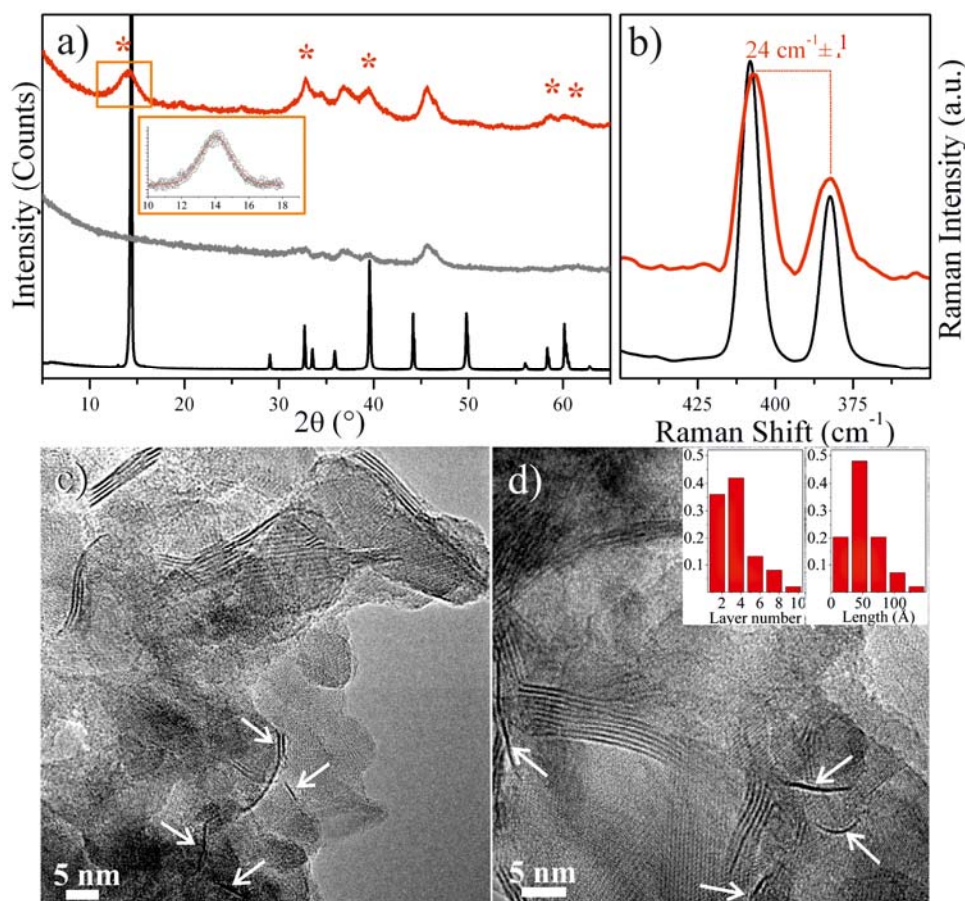 a)
*
*
*
*
*
Intensity (Counts)
10 12 14 16 18
10 20 30 40 50 60
2θ (°)
b)
24 cm⁻¹± 1
Raman Intensity (a.u.)
425 400 375
Raman Shift (cm⁻¹)
c)
5 nm
d)
0.5
0.4
0.3
0.2
0.1
2 4 6 8 10
Layer number
0.5
0.4
0.3
0.2
0.1
0 50 100
Length (Å)
5 nm